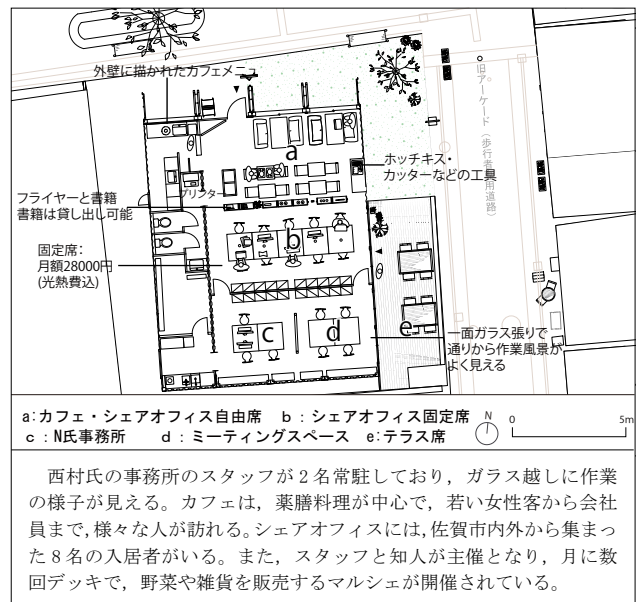 外壁に描かれたカフェメニュ
旧アーケード（歩行者専用道路）
a
ホッチキス・
カッターなどの工具
プリンター
フライヤーと書籍
書籍は貸し出し可能
b
固定席：
月額28000円
(光熱費込)
c
d
e
一面ガラス張りで
通りから作業風景が
よく見える
a：カフェ・シェアオフィス自由席 b：シェアオフィス固定席
c：N氏事務所 d：ミーティングスペース e：テラス席
N
0 5m
西村氏の事務所のスタッフが２名常駐しており，ガラス越しに作業
の様子が見える。カフェは，薬膳料理が中心で，若い女性客から会社
員まで，様々な人が訪れる。シェアオフィスには，佐賀市内外から集まっ
た８名の入居者がいる。また，スタッフと知人が主催となり，月に数
回デッキで，野菜や雑貨を販売するマルシェが開催されている。